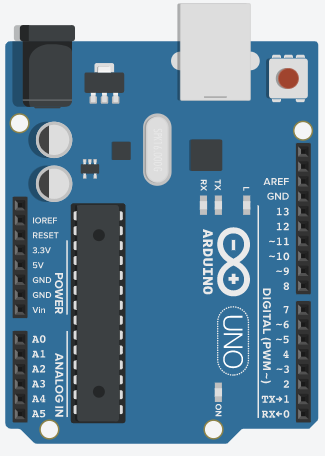 AREF
GND
13
12
~11
~10
~9
8
7
~6
~5
4
~3
2
TX→1
RX←0
DIGITAL (PWM~)
IOREF
RESET
3.3V
5V
GND
GND
Vin
POWER
A0
A1
A2
A3
A4
A5
ANALOG IN
RX
TX
L
ARDUINO
UNO
ON